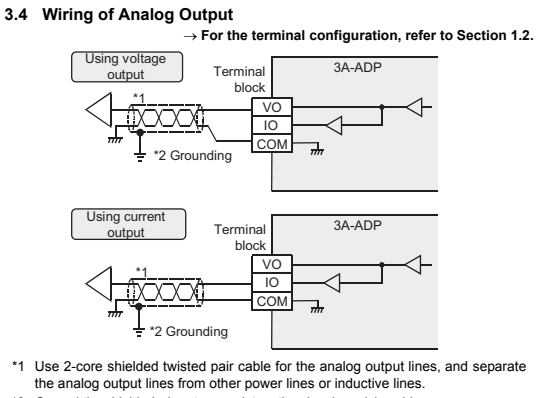 3.4 Wiring of Analog Output
→ For the terminal configuration, refer to Section 1.2.
Using voltage
output
Terminal
block
3A-ADP
*1
VO
IO
COM
*2 Grounding
Using current
output
Terminal
block
3A-ADP
*1
VO
IO
COM
*2 Grounding
*1 Use 2-core shielded twisted pair cable for the analog output lines, and separate
the analog output lines from other power lines or inductive lines.